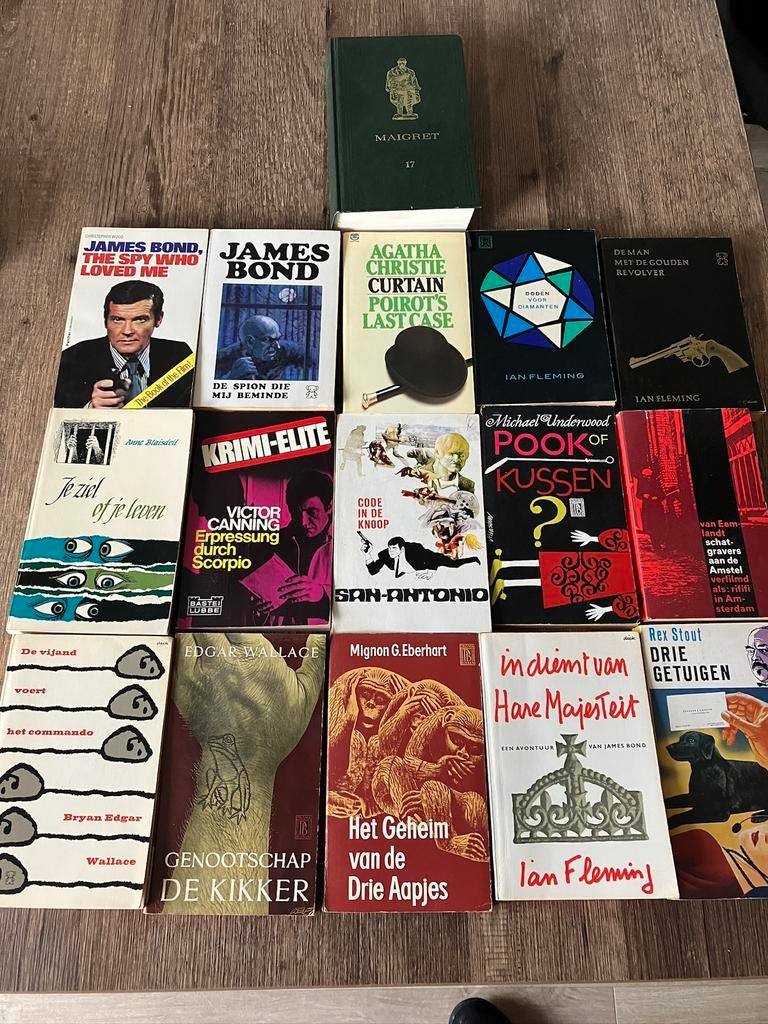 MAIGRET
17
CHRISTOPHER WOOD
JAMES BOND,
THE SPY WHO
LOVED ME
The Book of the Film!
JAMES
BOND
DE SPION DIE
MIJ BEMINDE
AGATHA
CHRISTIE
CURTAIN
POIROT'S
LAST CASE
DODEN
VOOR
DIAMANTEN
IAN FLEMING
DE MAN
MET DE GOUDEN
REVOLVER
IAN FLEMING
Anne Blaisdell
Je ziel
of je leven
KRIMI-ELITE
VICTOR
CANNING
Erpressung
durch
Scorpio
BASTEI
LÜBBE
CODE
IN DE
KNOOP
SAN-ANTONIO
Michael Underwood
POOK OF
KUSSEN
?
van Eem-
landt
schat-
gravers
aan de
Amstel
verfilmd
als: rififi
in Am-
sterdam
De vijand
voert
het commando
Bryan Edgar
Wallace
EDGAR WALLACE
GENOOTSCHAP
DE KIKKER
Mignon G. Eberhart
Het Geheim
van de
Drie Aapjes
dick
in dienst van
Hare Majesteit
EEN AVONTUUR VAN JAMES BOND
Ian Fleming
Rex Stout
DRIE
GETUIGEN